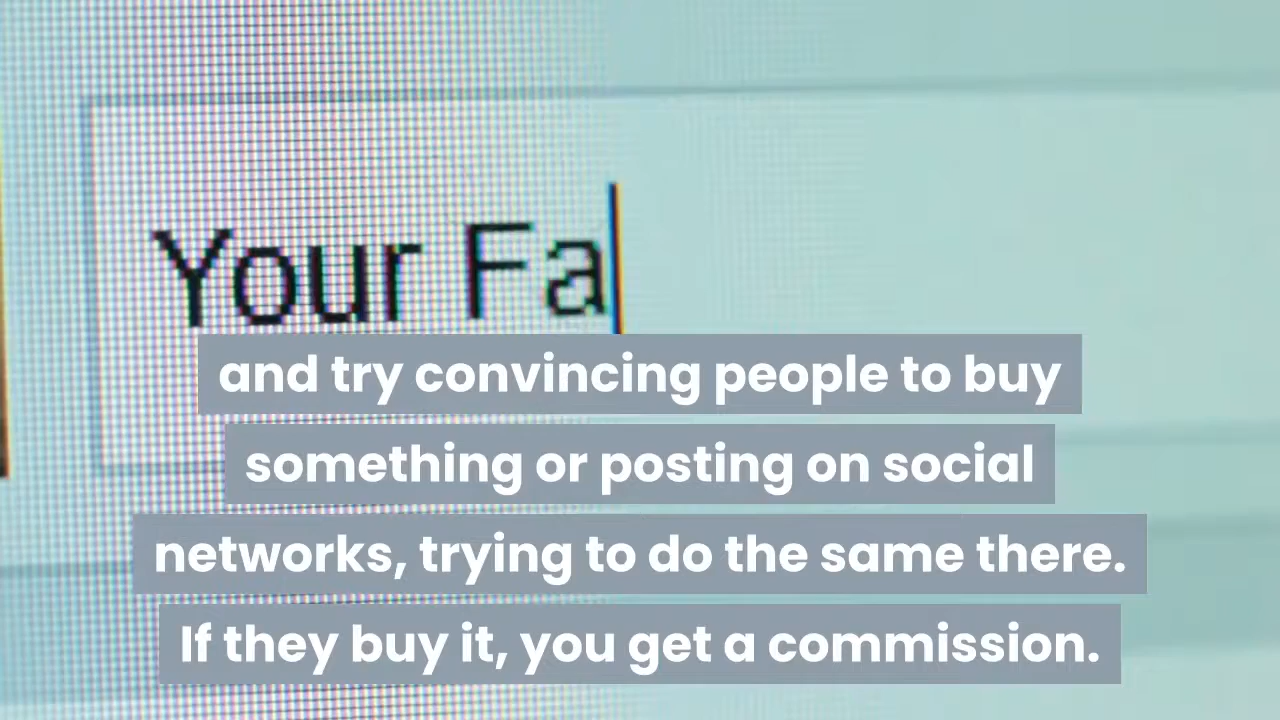 Your Fa
and try convincing people to buy
something or posting on social
networks, trying to do the same there.
If they buy it, you get a commission.